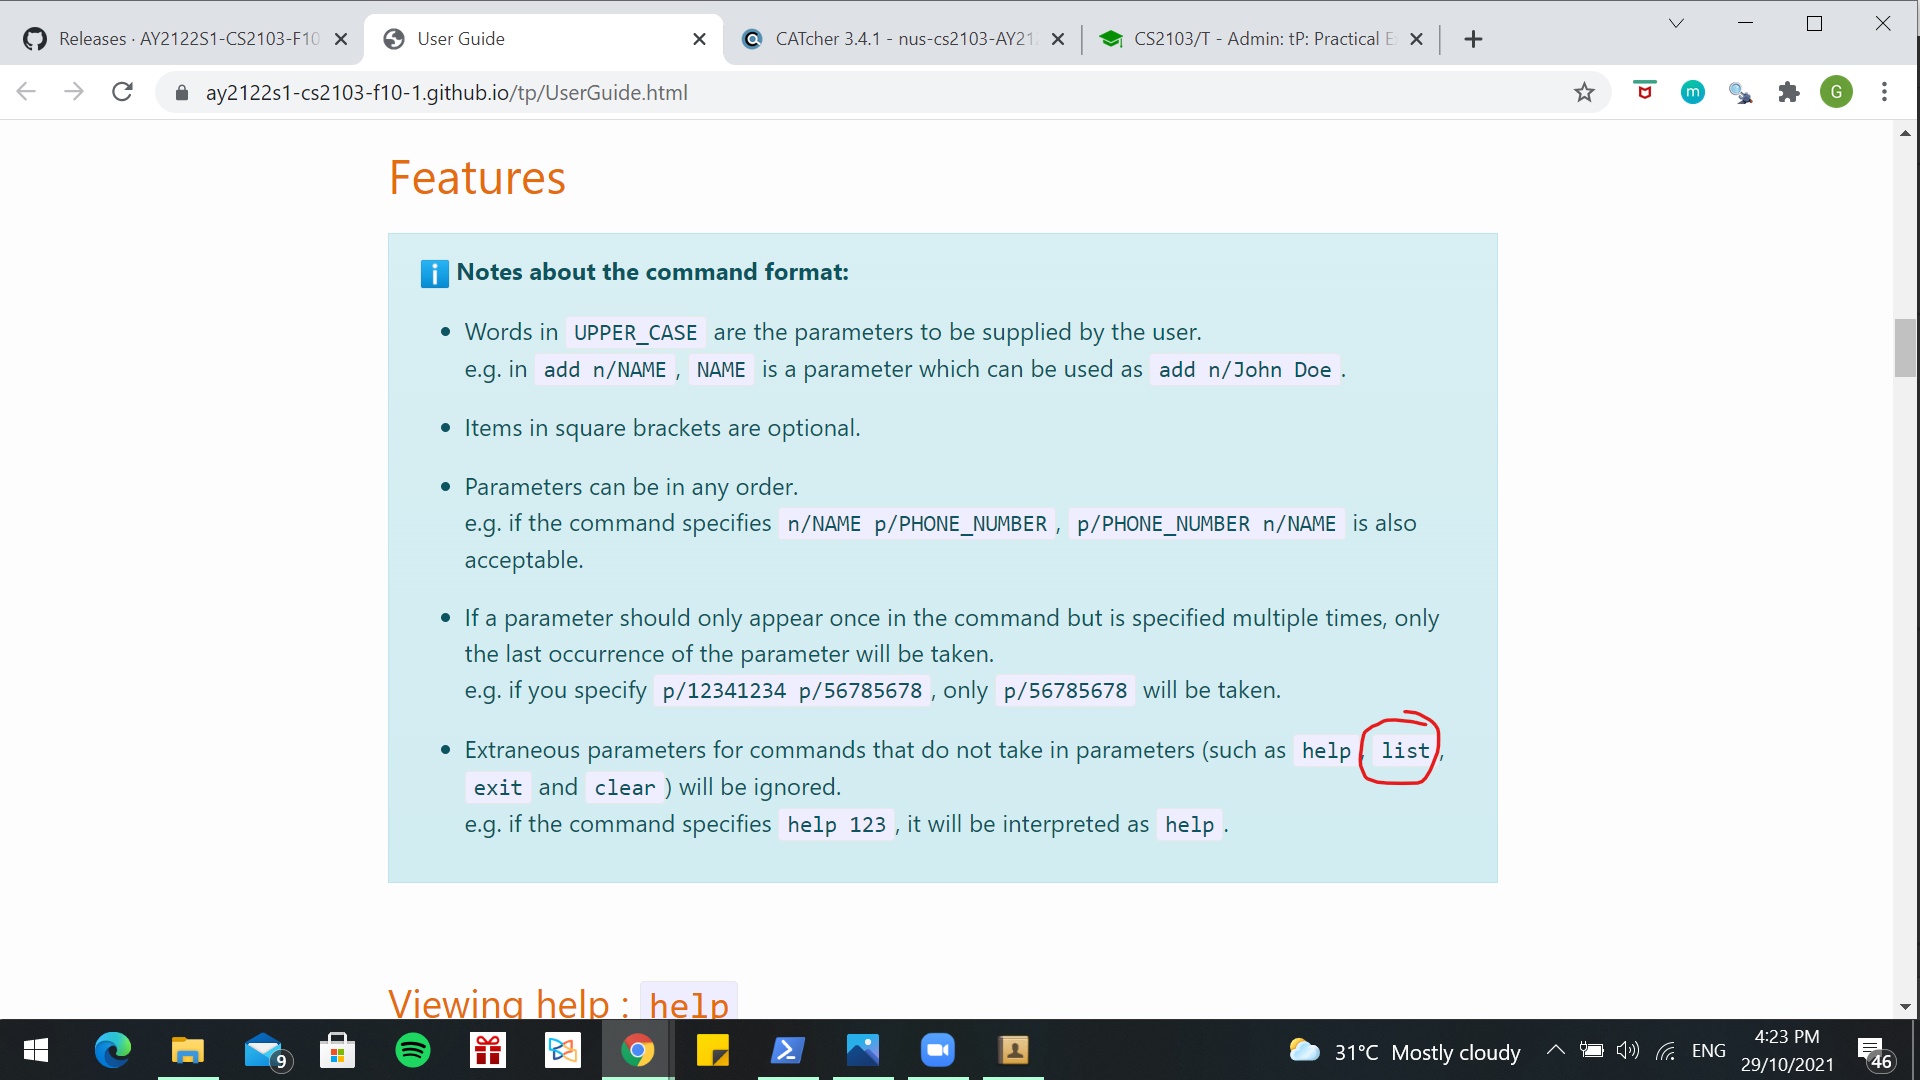 Releases · AY2122S1-CS2103-F10
User Guide
CATcher 3.4.1 - nus-cs2103-AY212
CS2103/T - Admin: tP: Practical E
ay2122s1-cs2103-f10-1.github.io/tp/UserGuide.html
m
G
Features
Notes about the command format:
Words in UPPER_CASE are the parameters to be supplied by the user.
e.g. in add n/NAME, NAME is a parameter which can be used as add n/John Doe.
Items in square brackets are optional.
Parameters can be in any order.
e.g. if the command specifies n/NAME p/PHONE_NUMBER, p/PHONE_NUMBER n/NAME is also
acceptable.
If a parameter should only appear once in the command but is specified multiple times, only
the last occurrence of the parameter will be taken.
e.g. if you specify p/12341234 p/56785678, only p/56785678 will be taken.
Extraneous parameters for commands that do not take in parameters (such as help, list,
exit and clear) will be ignored.
e.g. if the command specifies help 123, it will be interpreted as help.
Viewing help : help
9
31°C Mostly cloudy
ENG
4:23 PM
29/10/2021
46